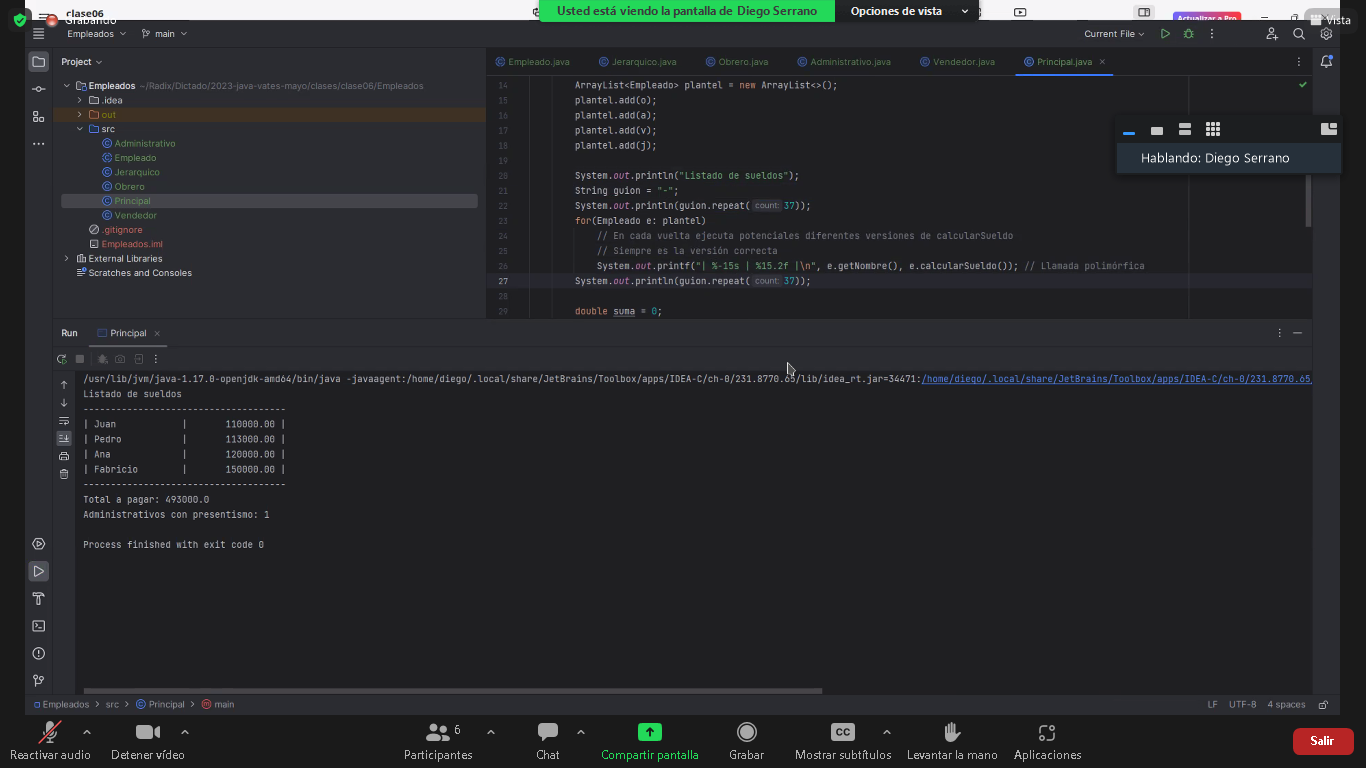 clase06
Grabando
Usted está viendo la pantalla de Diego Serrano
Opciones de vista
Actualizar a Pro
Vista
Empleados
main
Current File
Project
Empleado.java
Jerarquico.java
Obrero.java
Administrativo.java
Vendedor.java
Principal.java
Empleados ~/Radix/Dictado/2023-java-vates-mayo/clases/clase06/Empleados
.idea
out
src
Administrativo
Empleado
Jerarquico
Obrero
Principal
Vendedor
.gitignore
Empleados.iml
External Libraries
Scratches and Consoles
14 ArrayList<Empleado> plantel = new ArrayList<>();
15 plantel.add(o);
16 plantel.add(a);
17 plantel.add(v);
18 plantel.add(j);
19
20 System.out.println("Listado de sueldos");
21 String guion = "-";
22 System.out.println(guion.repeat( count: 37));
23 for(Empleado e: plantel)
24 // En cada vuelta ejecuta potenciales diferentes versiones de calcularSueldo
25 // Siempre es la versión correcta
26 System.out.printf("| %-15s | %15.2f |\n", e.getNombre(), e.calcularSueldo()); // Llamada polimórfica
27 System.out.println(guion.repeat( count: 37));
28
29 double suma = 0;
Hablando: Diego Serrano
Run
Principal
/usr/lib/jvm/java-1.17.0-openjdk-amd64/bin/java -javaagent:/home/diego/.local/share/JetBrains/Toolbox/apps/IDEA-C/ch-0/231.8770.65/lib/idea_rt.jar=34471:/home/diego/.local/share/JetBrains/Toolbox/apps/IDEA-C/ch-0/231.8770.65
Listado de sueldos
-------------------------------------
| Juan | 110000.00 |
| Pedro | 113000.00 |
| Ana | 120000.00 |
| Fabricio | 150000.00 |
-------------------------------------
Total a pagar: 493000.0
Administrativos con presentismo: 1
Process finished with exit code 0
Empleados > src > Principal > main
LF UTF-8 4 spaces
Reactivar audio
Detener vídeo
Participantes
6
Chat
Compartir pantalla
Grabar
CC
Mostrar subtítulos
Levantar la mano
Aplicaciones
Salir